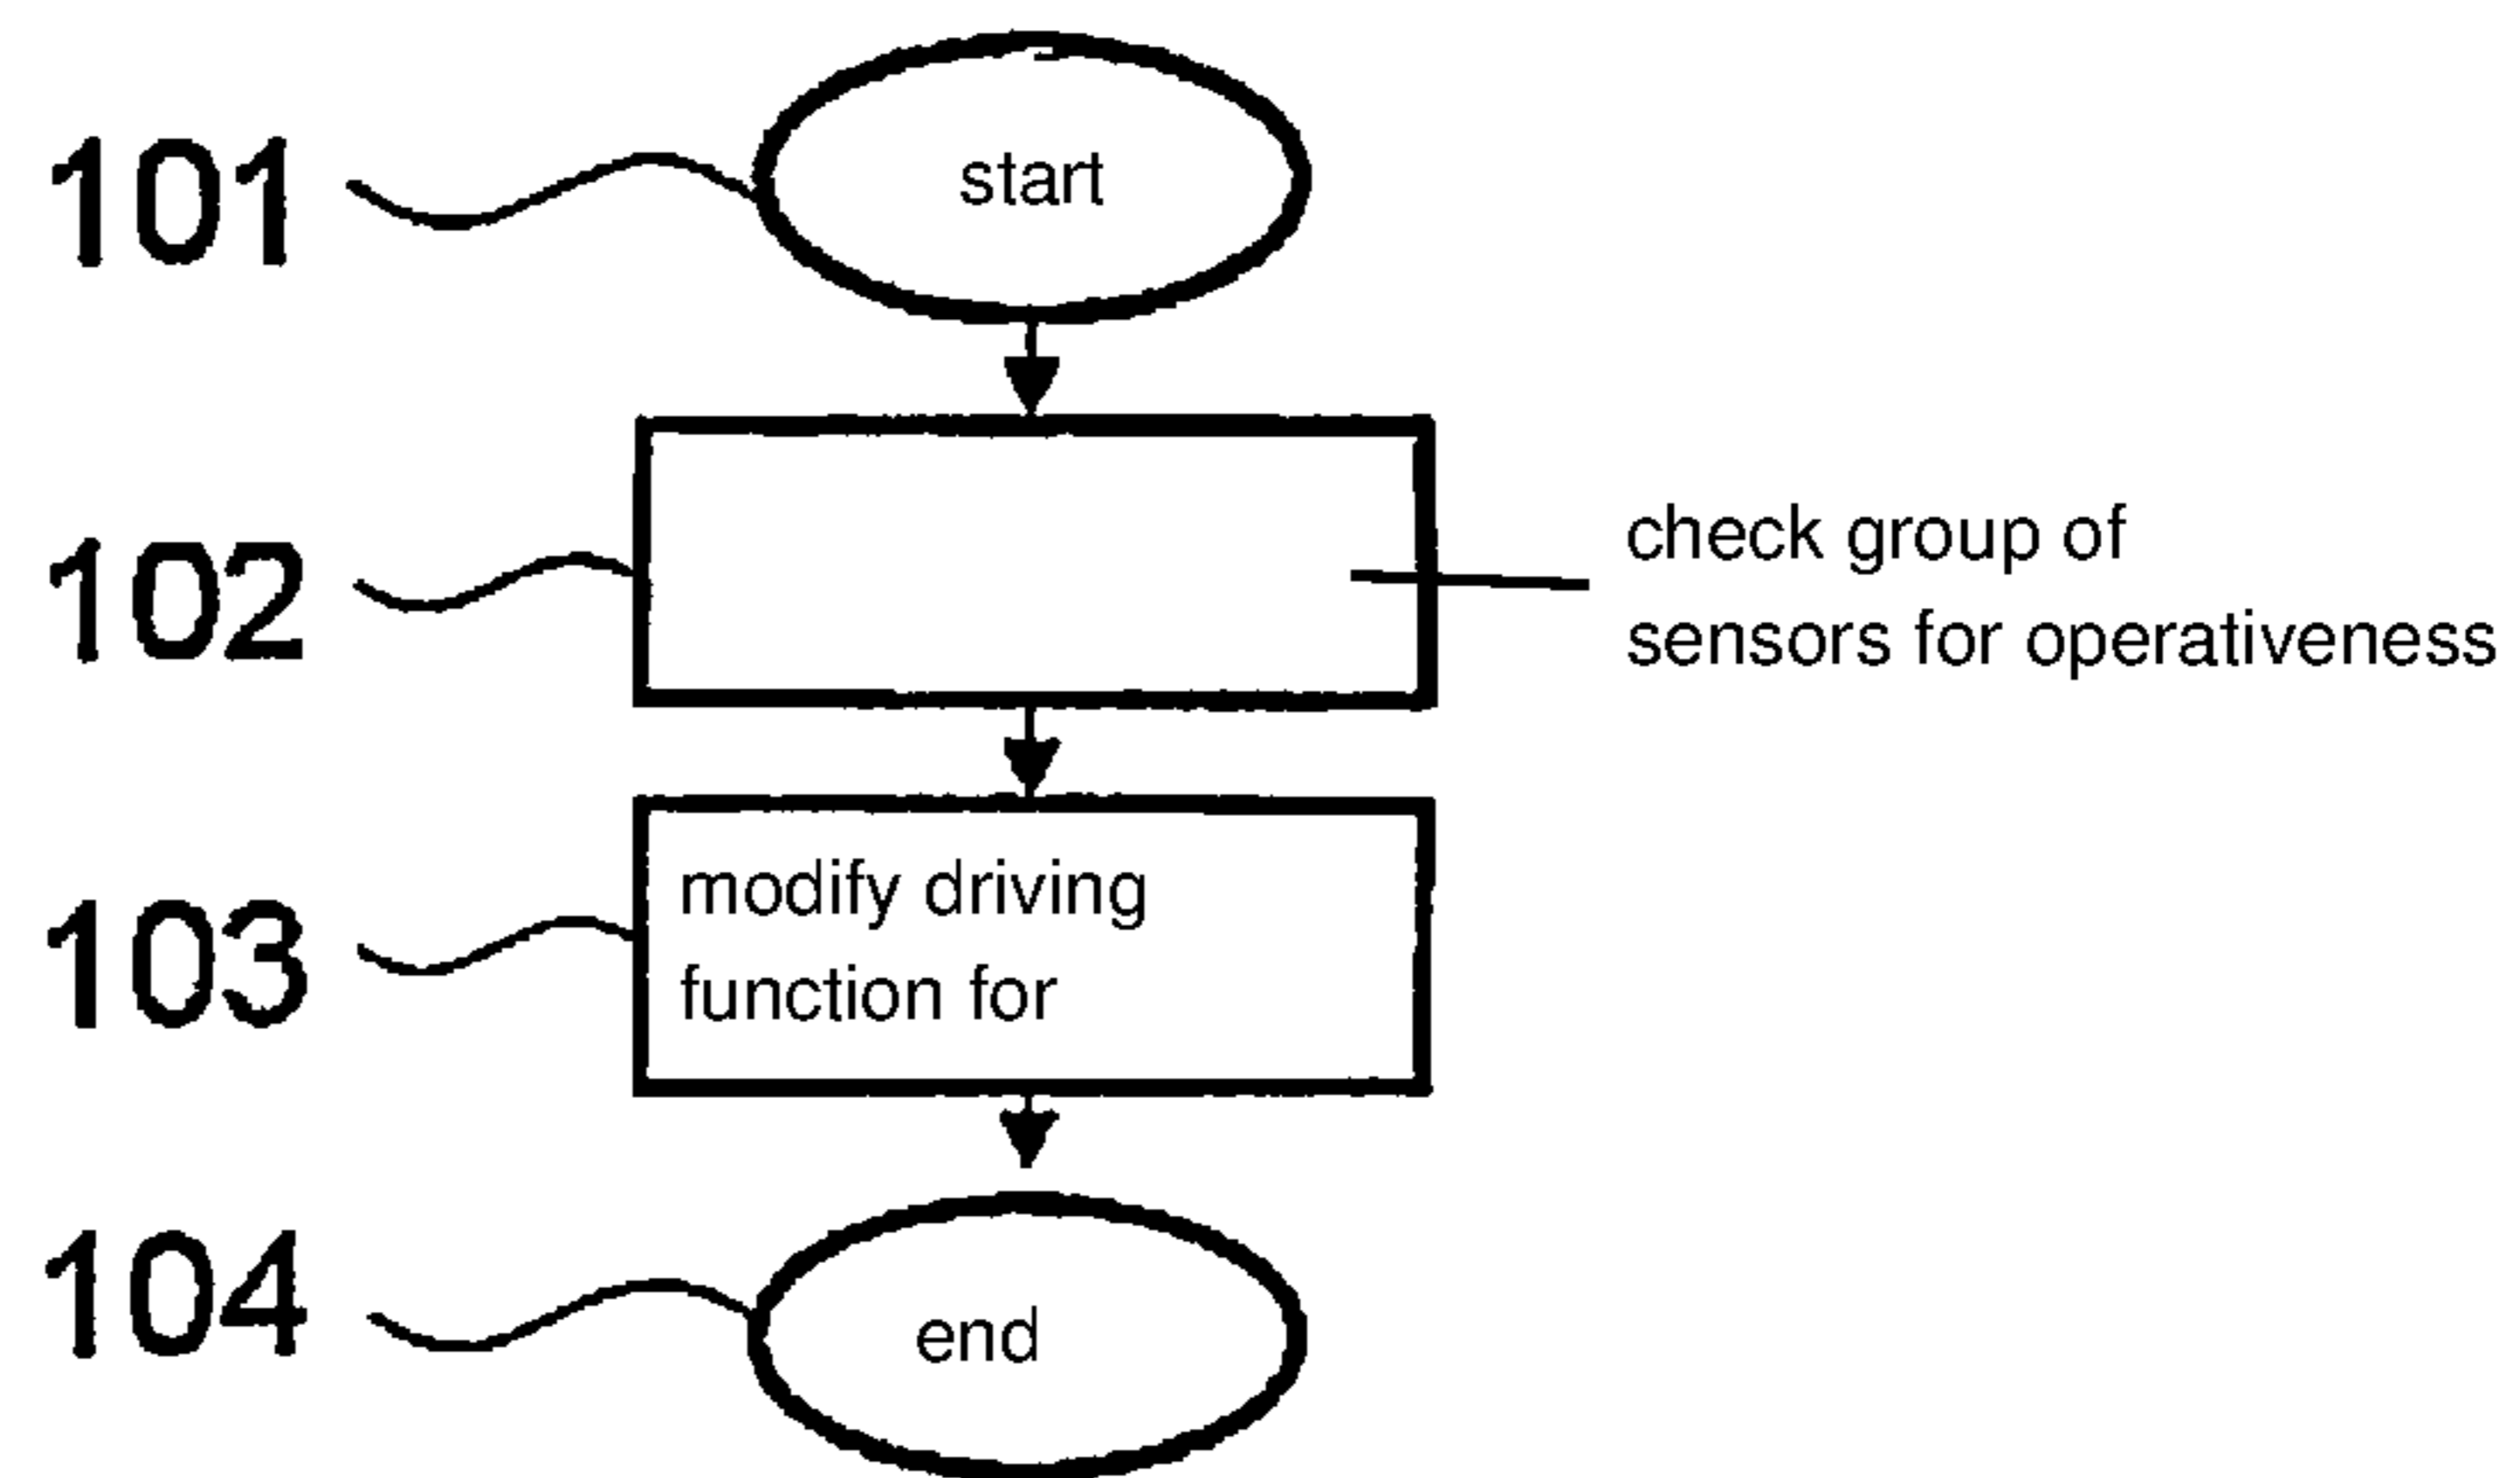 101
start
102
check group of
sensors for operativeness
103
modify driving
function for
104
end